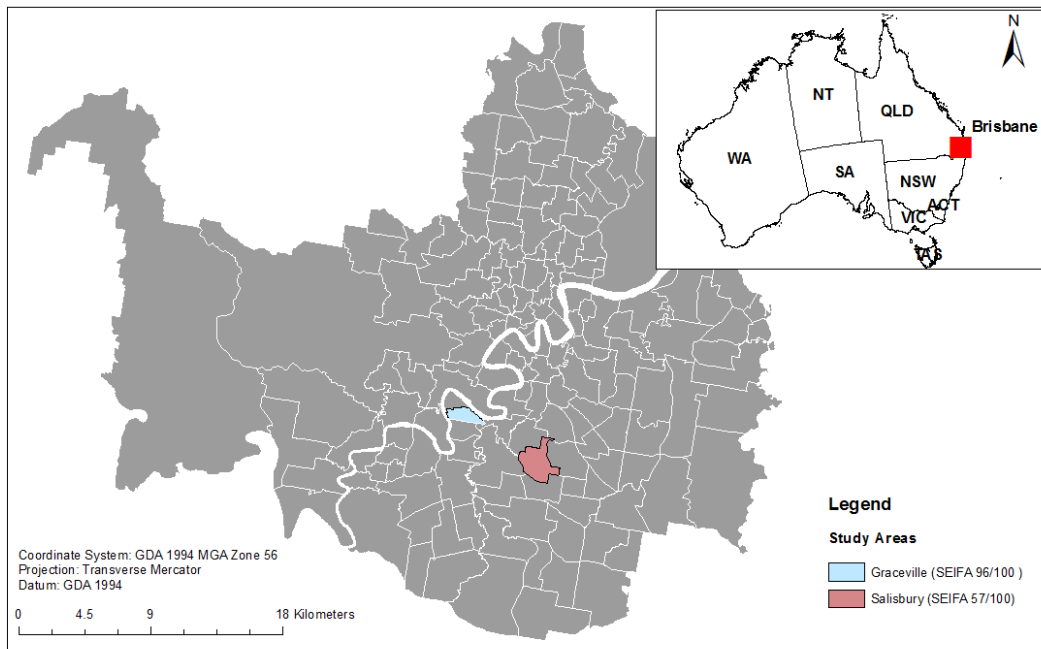 N
NT
QLD
Brisbane
WA
SA
NSW
ACT
VIC
TAS
Legend
Study Areas
Graceville (SEIFA 96/100 )
Salisbury (SEIFA 57/100)
Coordinate System: GDA 1994 MGA Zone 56
Projection: Transverse Mercator
Datum: GDA 1994
0 4.5 9 18 Kilometers